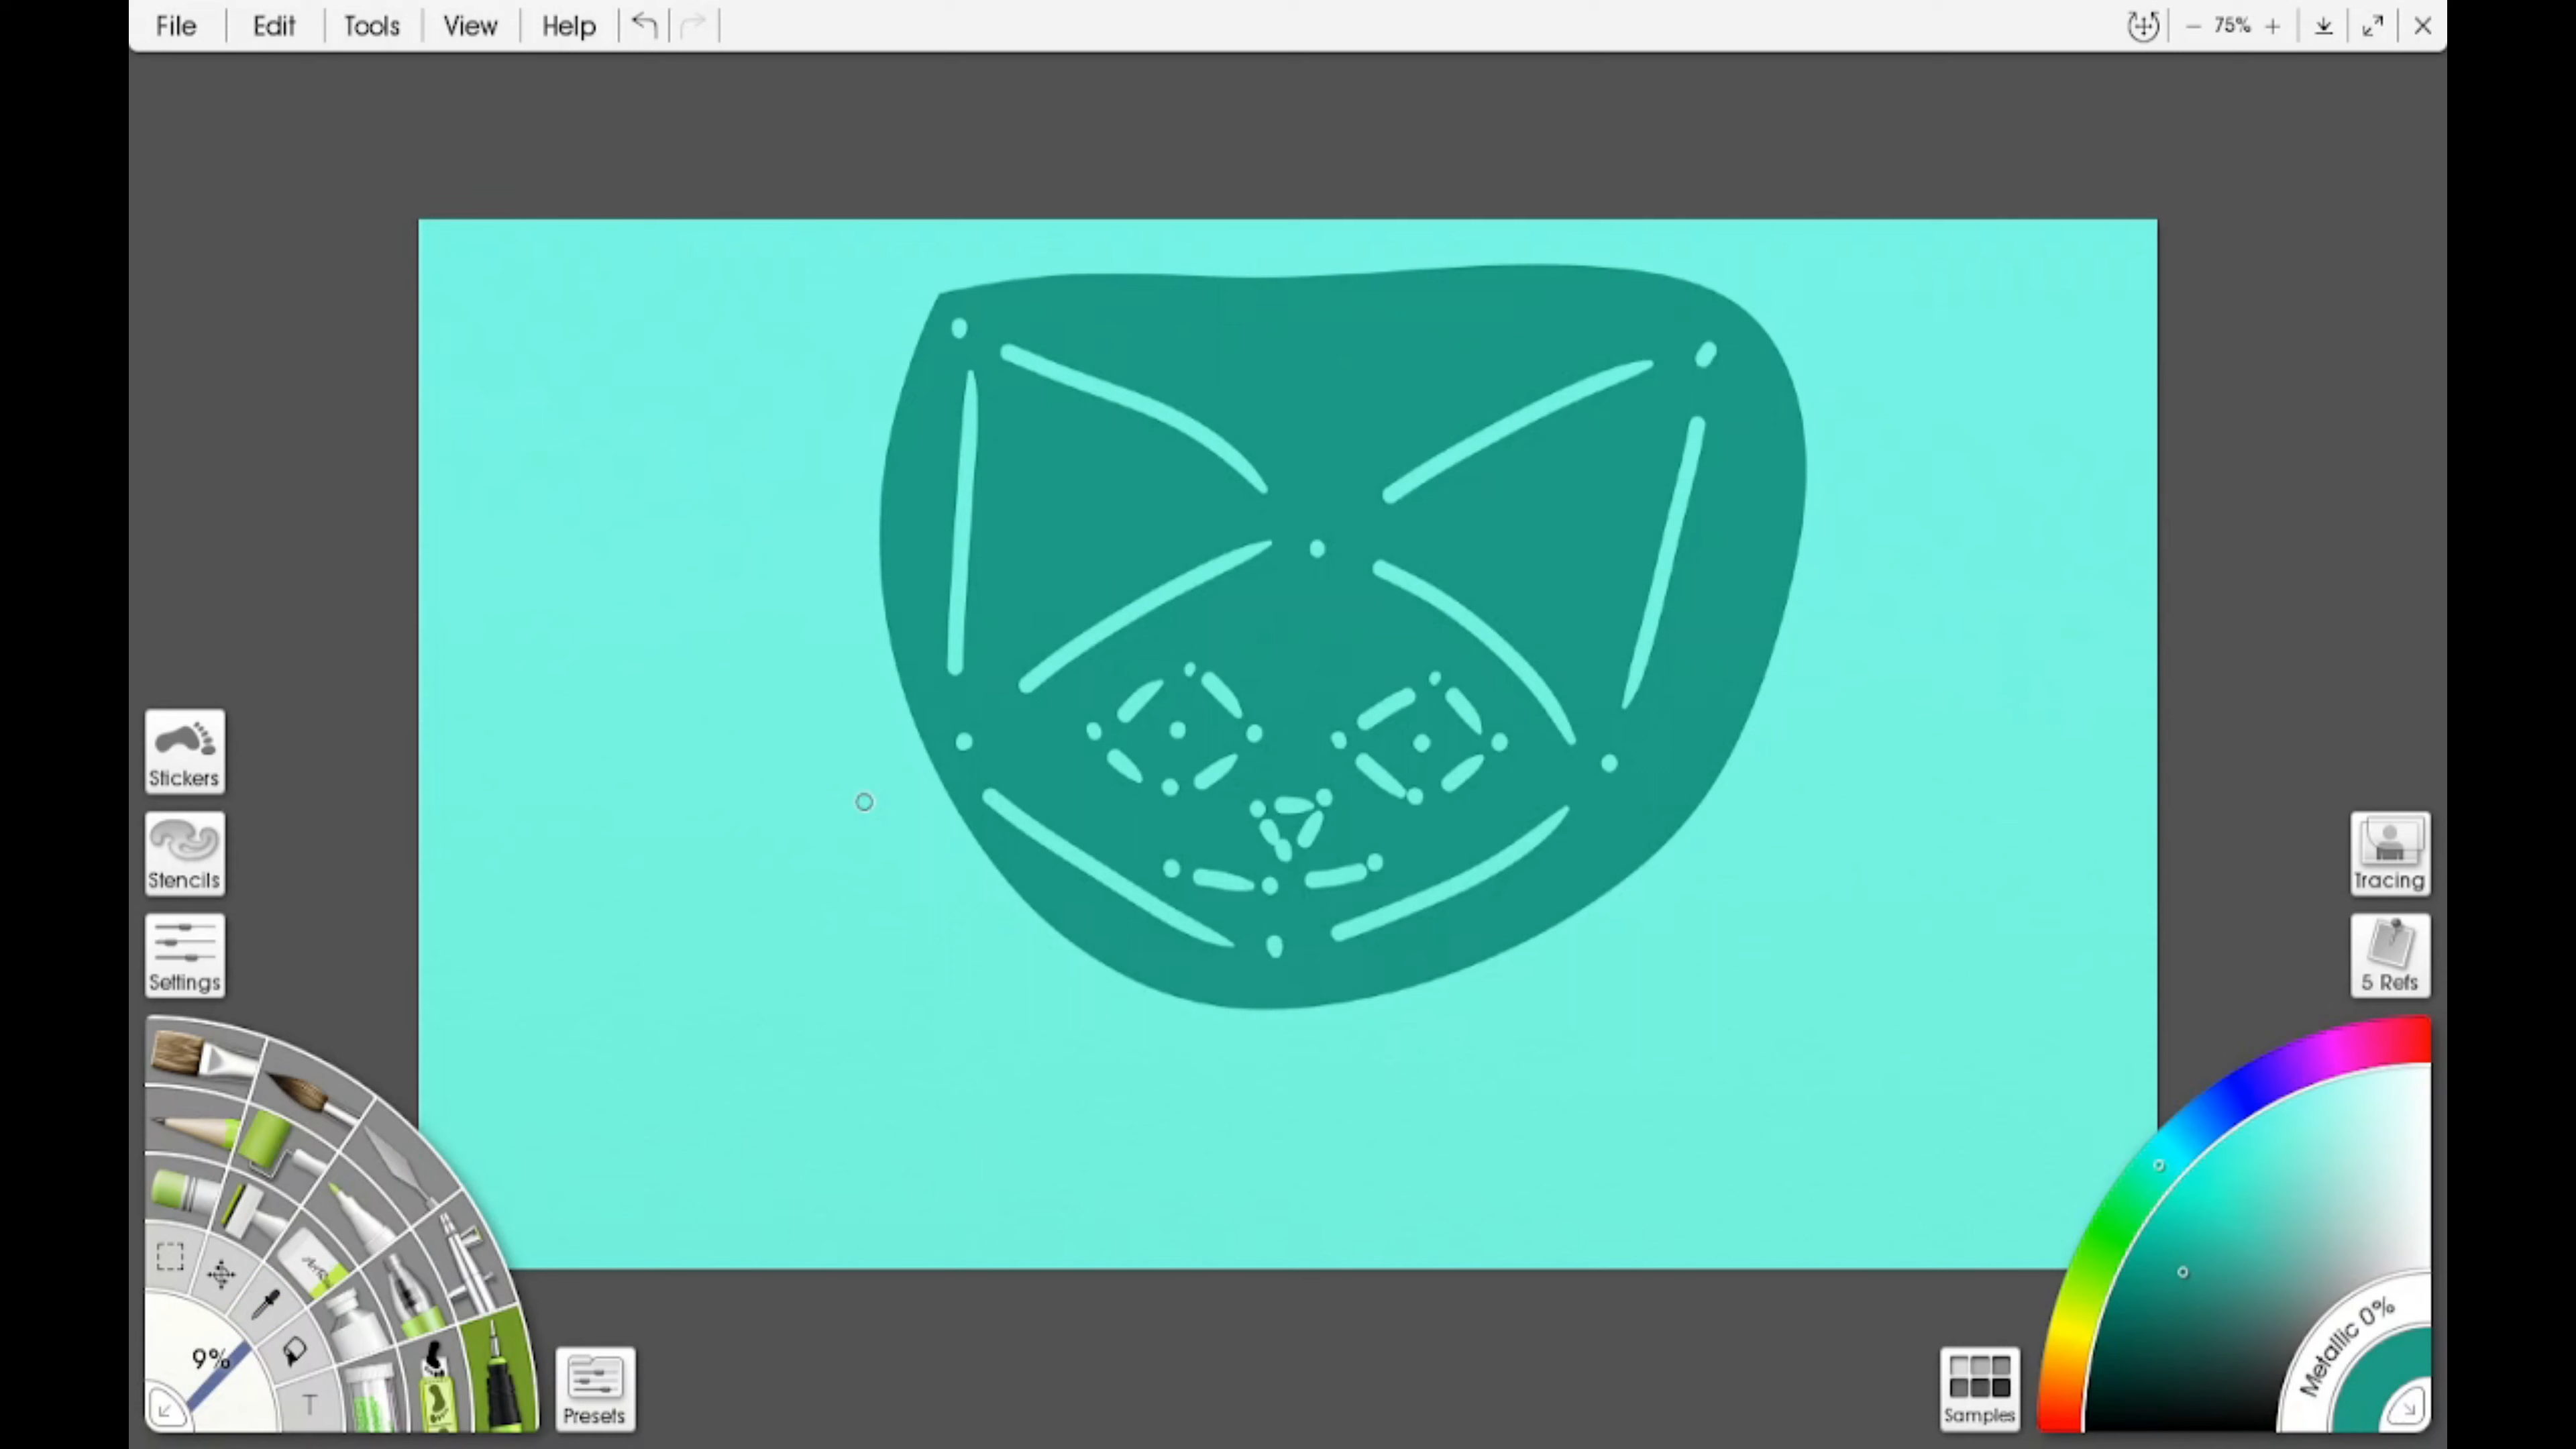 File Edit Tools View Help 75%
Stickers
Stencils
Settings
Tracing
5 Refs
9%
T
Presets
Samples
Metallic 0%